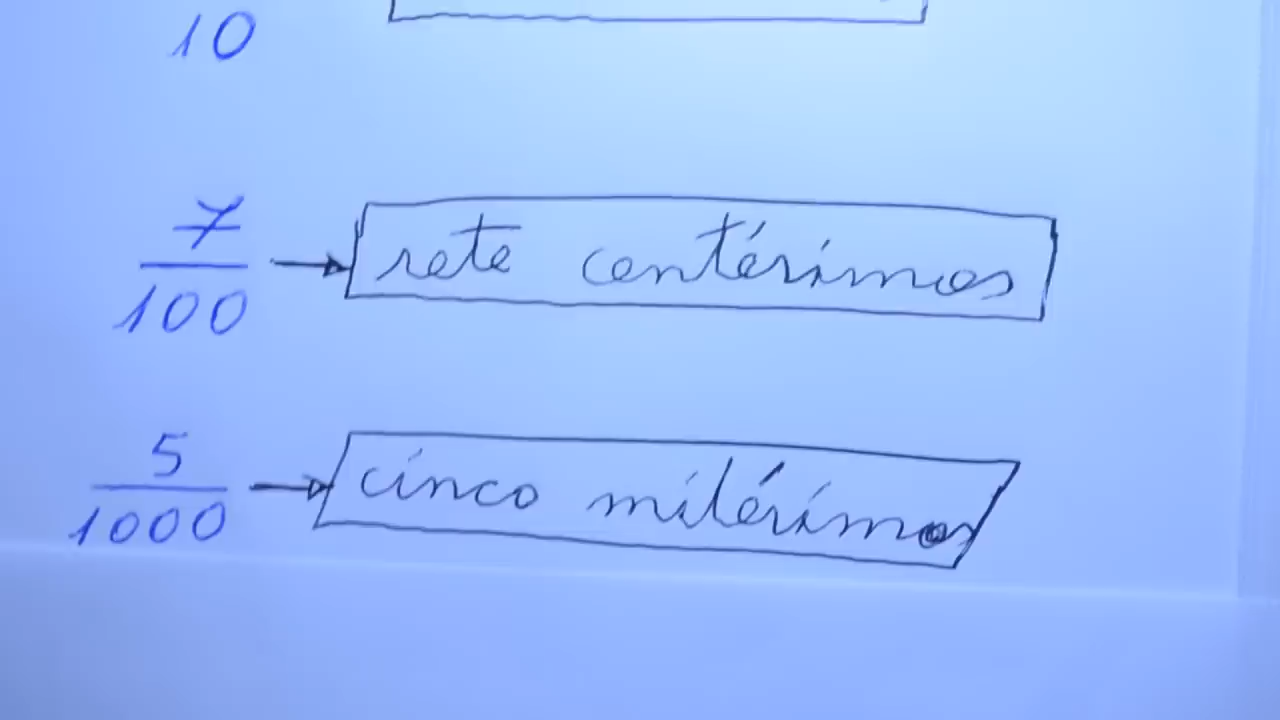 10
7/100 → sete centésimos
5/1000 → cinco milésimos